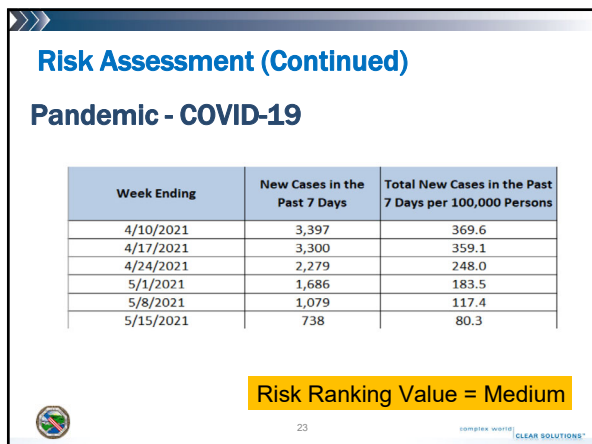 Risk Assessment (Continued)
Pandemic - COVID-19
Week Ending New Cases in the Past 7 Days Total New Cases in the Past 7 Days per 100,000 Persons
4/10/2021 3,397 369.6
4/17/2021 3,300 359.1
4/24/2021 2,279 248.0
5/1/2021 1,686 183.5
5/8/2021 1,079 117.4
5/15/2021 738 80.3
Risk Ranking Value = Medium
23
complex world CLEAR SOLUTIONS™